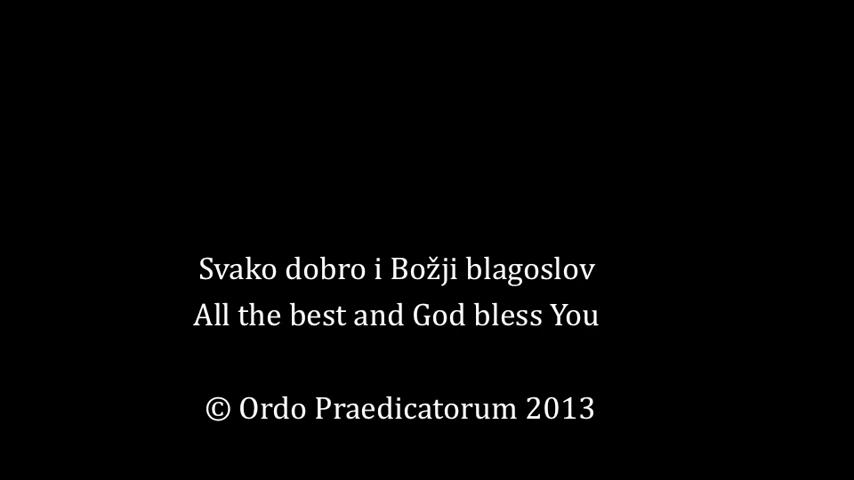 Svako dobro i Božji blagoslov
All the best and God bless You
© Ordo Praedicatorum 2013